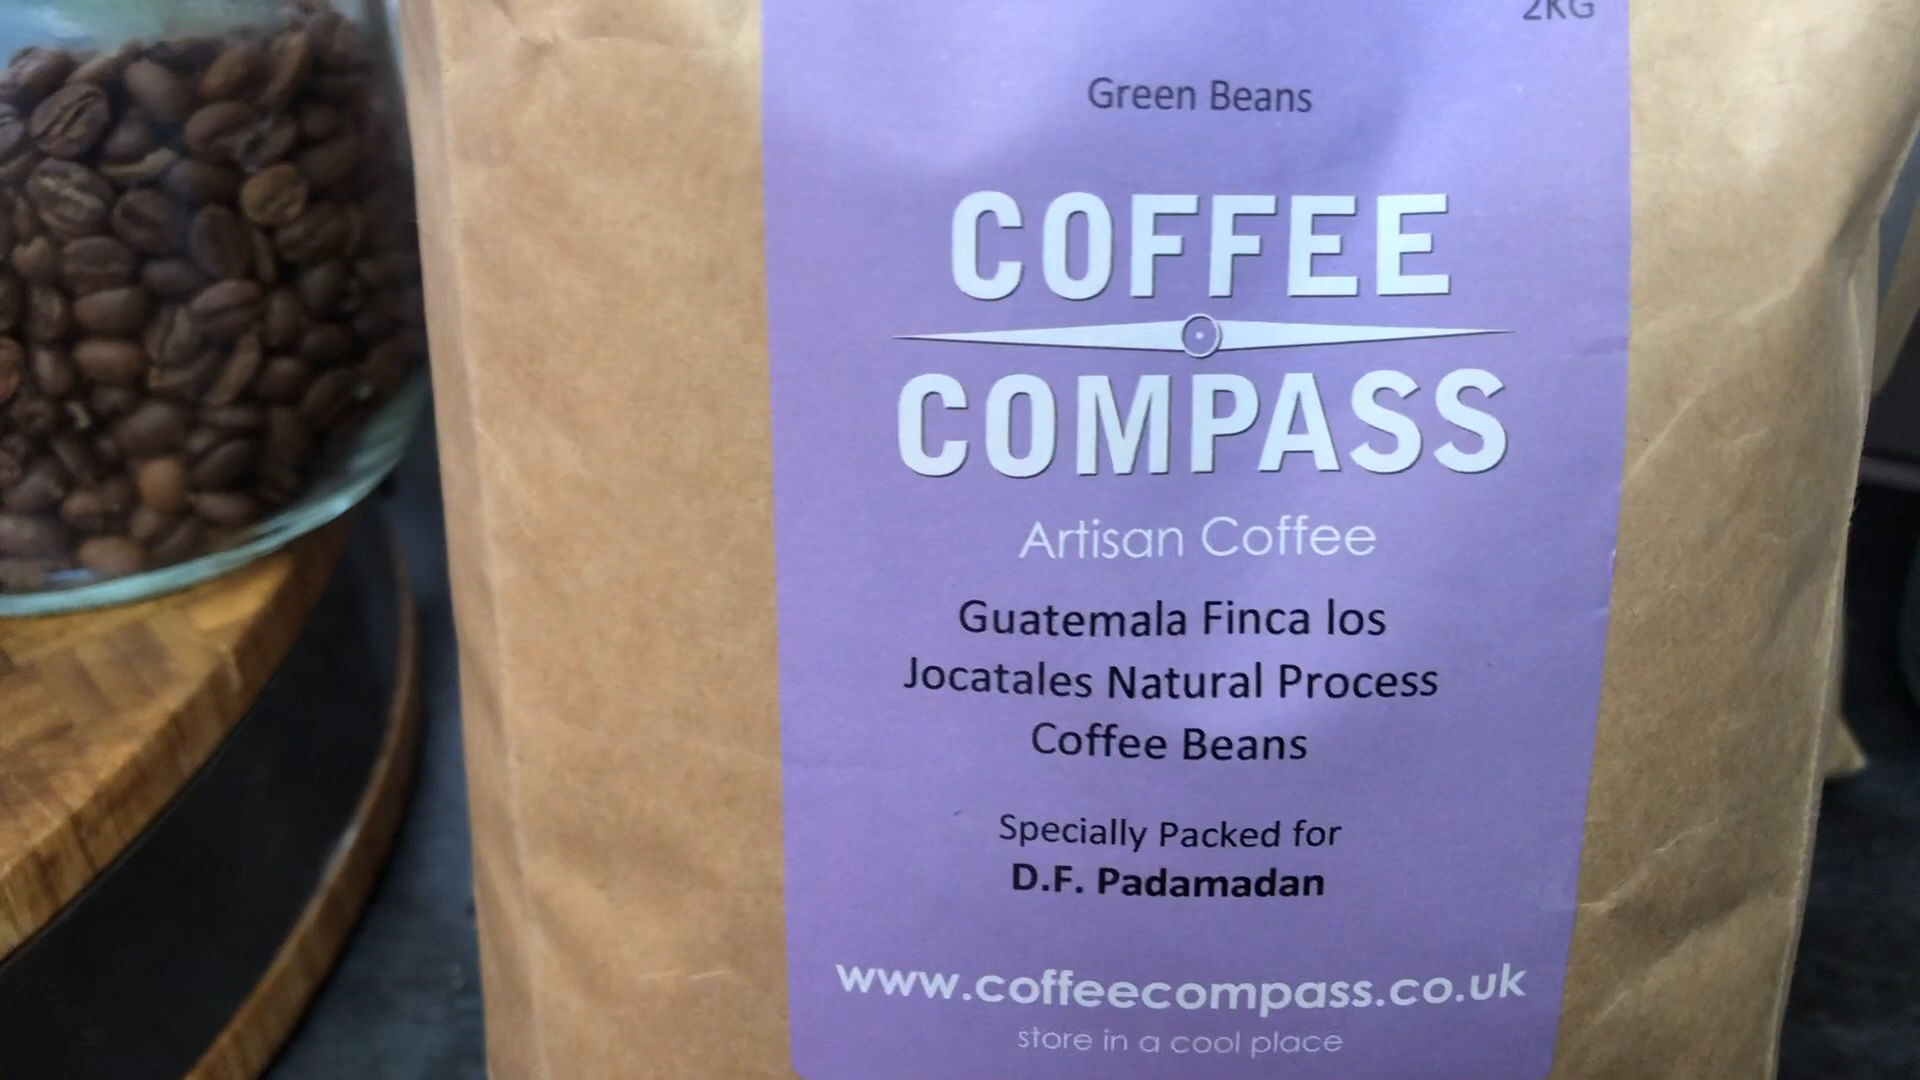 2KG
Green Beans
COFFEE
COMPASS
Artisan Coffee
Guatemala Finca los
Jocatales Natural Process
Coffee Beans
Specially Packed for
D.F. Padamadan
www.coffeecompass.co.uk
store in a cool place